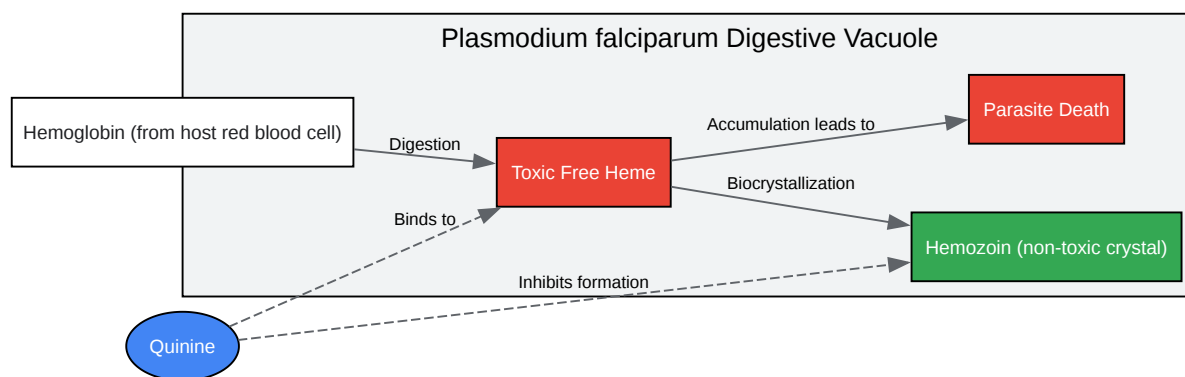 Plasmodium falciparum Digestive Vacuole
Hemoglobin (from host red blood cell)
Digestion
Toxic Free Heme
Accumulation leads to
Parasite Death
Biocrystallization
Hemozoin (non-toxic crystal)
Binds to
Inhibits formation
Quinine